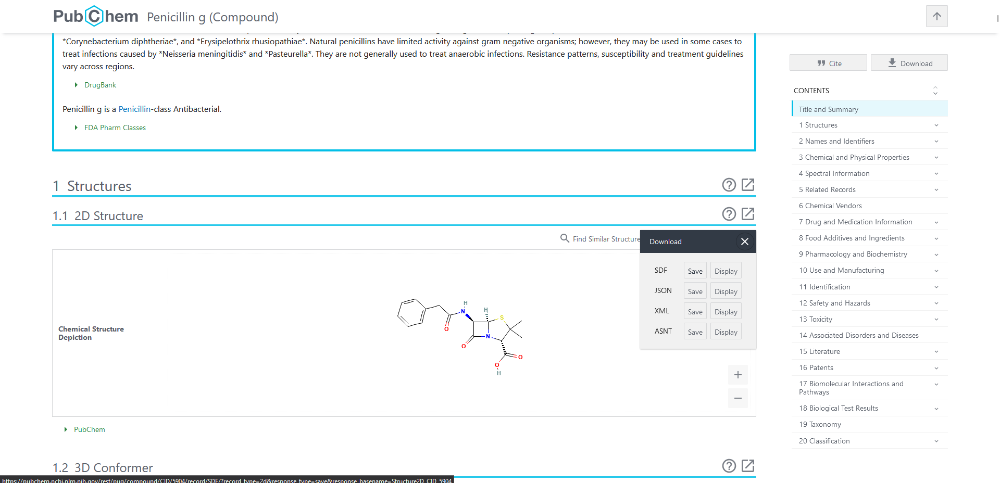 PubChem Penicillin g (Compound)
*Corynebacterium diphtheriae*, and *Erysipelothrix rhusiopathiae*. Natural penicillins have limited activity against gram negative organisms; however, they may be used in some cases to
treat infections caused by *Neisseria meningitidis* and *Pasteurella*. They are not generally used to treat anaerobic infections. Resistance patterns, susceptibility and treatment guidelines
vary across regions.
DrugBank
Penicillin g is a Penicillin-class Antibacterial.
FDA Pharm Classes
1 Structures
1.1 2D Structure
Find Similar Structure
Download
SDF Save Display
JSON Save Display
XML Save Display
ASNT Save Display
Chemical Structure
Depiction
H
N
H
S
O
N
O
O
O
H
PubChem
1.2 3D Conformer
https://pubchem.ncbi.nlm.nih.gov/rest/pug/compound/CID/5904/record/SDF/?record_type=2d&response_type=save&response_basename=Structure2D_CID_5904
Cite Download
CONTENTS
Title and Summary
1 Structures
2 Names and Identifiers
3 Chemical and Physical Properties
4 Spectral Information
5 Related Records
6 Chemical Vendors
7 Drug and Medication Information
8 Food Additives and Ingredients
9 Pharmacology and Biochemistry
10 Use and Manufacturing
11 Identification
12 Safety and Hazards
13 Toxicity
14 Associated Disorders and Diseases
15 Literature
16 Patents
17 Biomolecular Interactions and
Pathways
18 Biological Test Results
19 Taxonomy
20 Classification